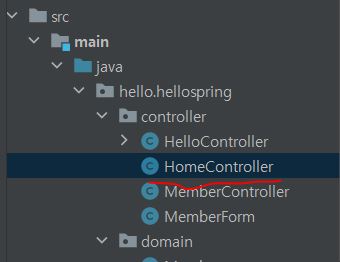 src
main
java
hello.hellospring
controller
HelloController
HomeController
MemberController
MemberForm
domain